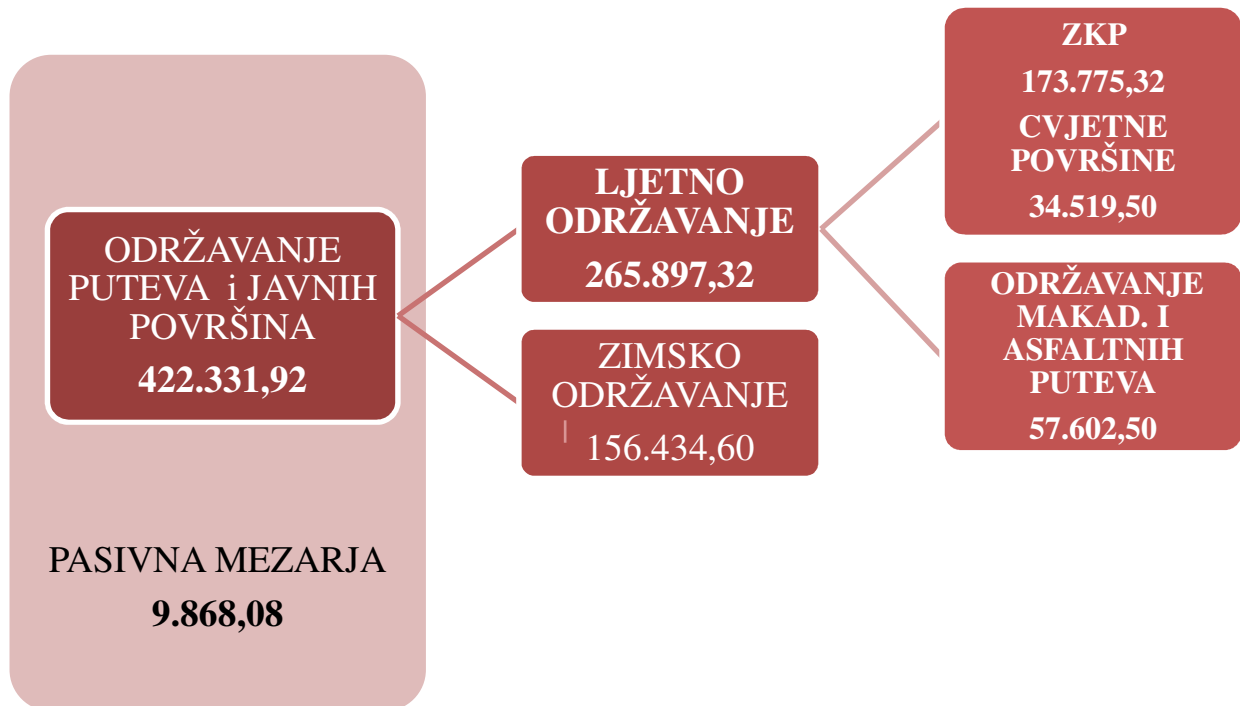 ODRŽAVANJE
PUTEVA i JAVNIH
POVRŠINA
422.331,92
PASIVNA MEZARJA
9.868,08
LJETNO
ODRŽAVANJE
265.897,32
ZIMSKO
ODRŽAVANJE
156.434,60
ZKP
173.775,32
CVJETNE
POVRŠINE
34.519,50
ODRŽAVANJE
MAKAD. I
ASFALTNIH
PUTEVA
57.602,50